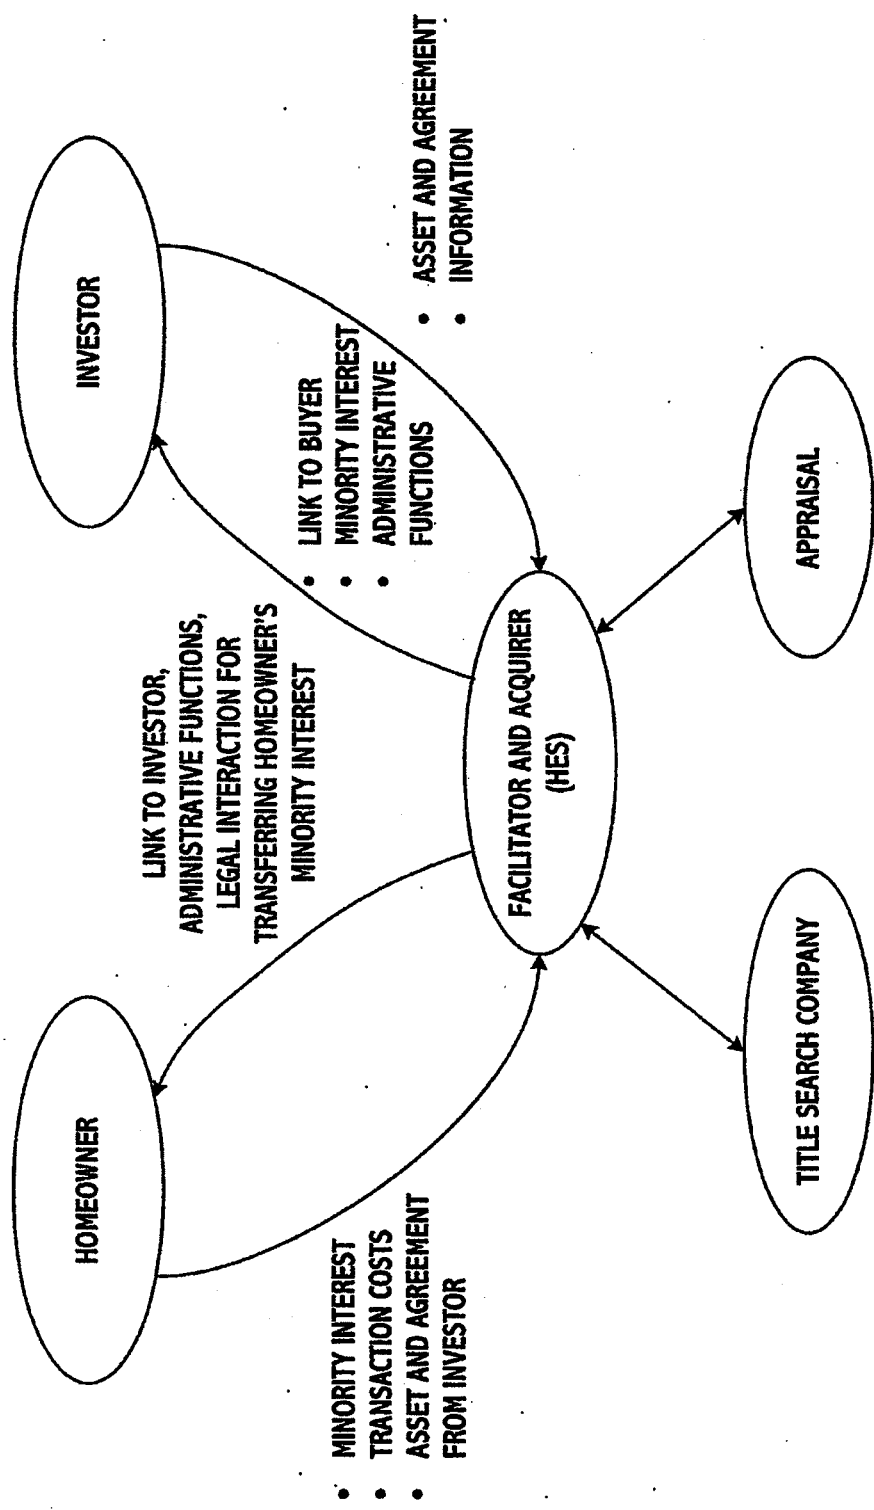 HOMEOWNER
INVESTOR
LINK TO INVESTOR,
ADMINISTRATIVE FUNCTIONS,
LEGAL INTERACTION FOR
TRANSFERRING HOMEOWNER'S
MINORITY INTEREST
• LINK TO BUYER
• MINORITY INTEREST
• ADMINISTRATIVE
FUNCTIONS
• MINORITY INTEREST
• TRANSACTION COSTS
• ASSET AND AGREEMENT
FROM INVESTOR
• ASSET AND AGREEMENT
• INFORMATION
FACILITATOR AND ACQUIRER
(HES)
TITLE SEARCH COMPANY
APPRAISAL